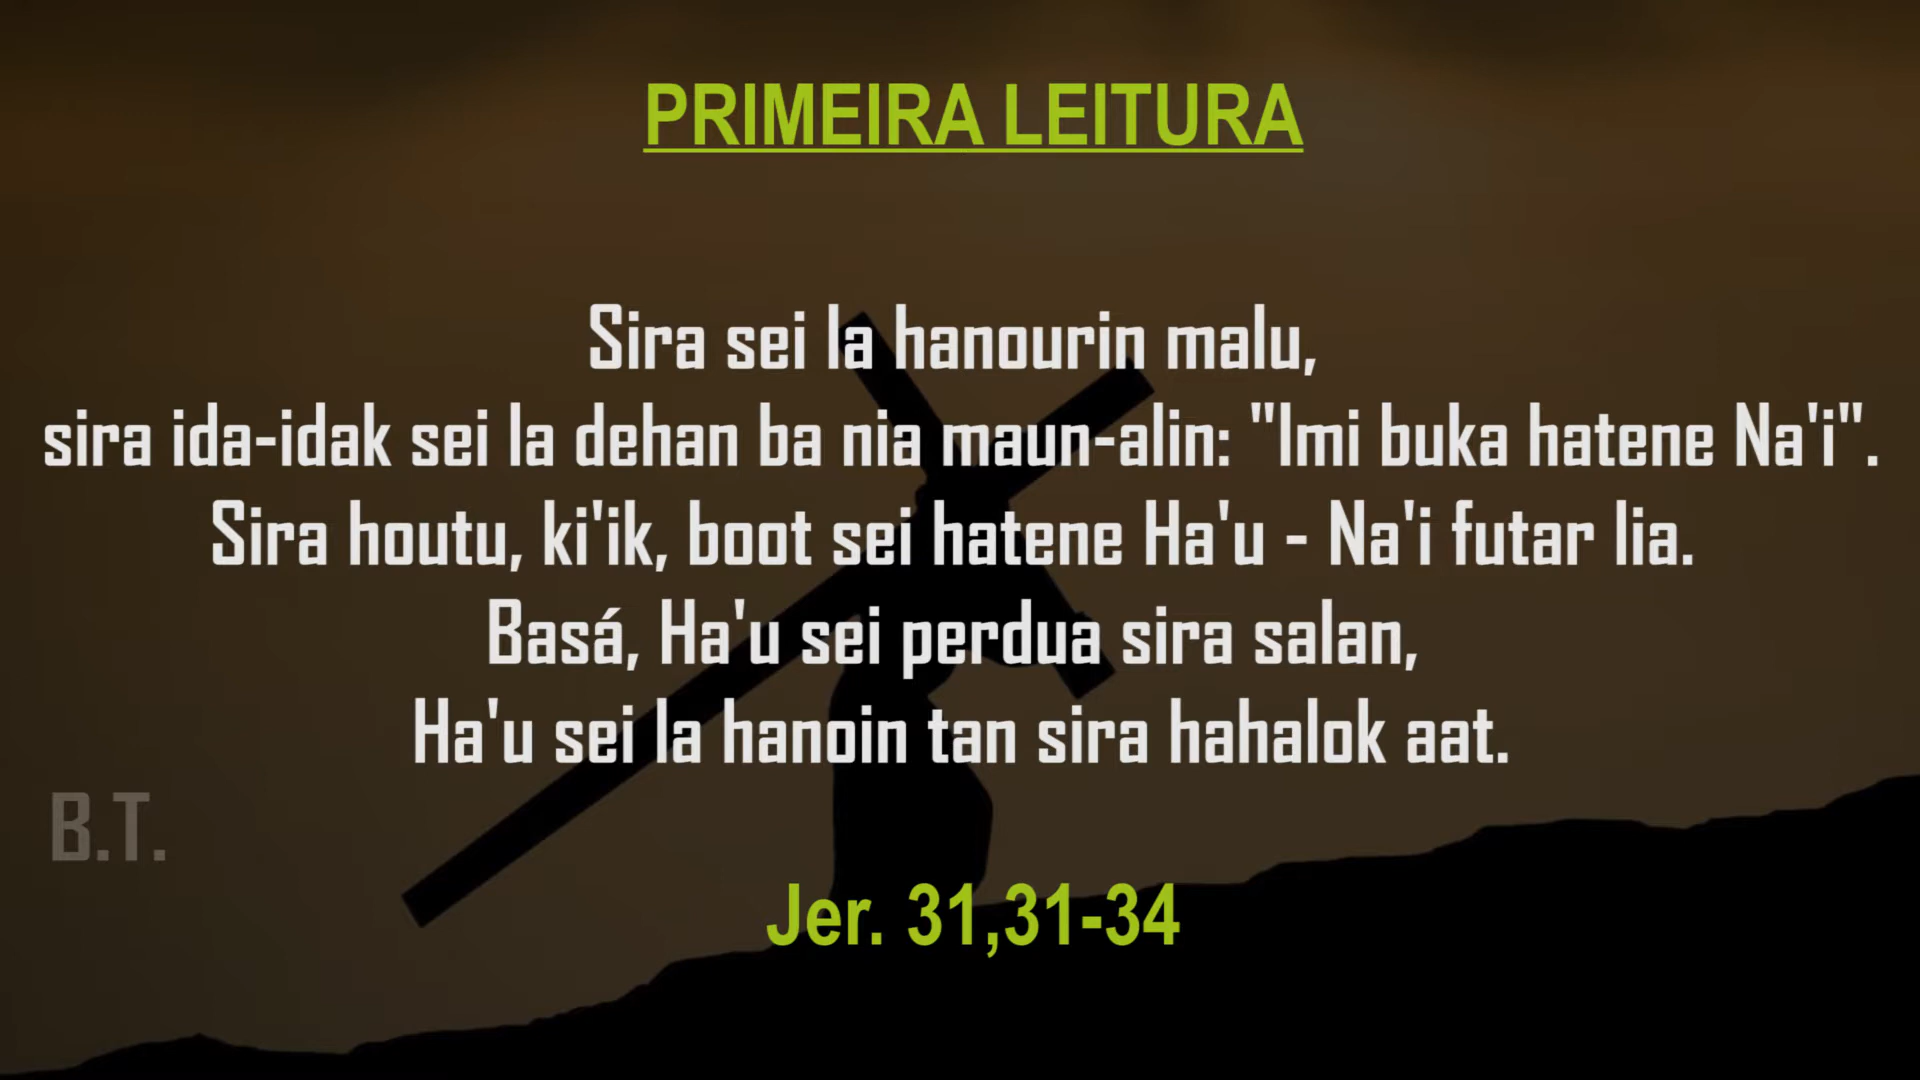 PRIMEIRA LEITURA
Sira sei la hanourin malu,
sira ida-idak sei la dehan ba nia maun-alin: "Imi buka hatene Na'i".
Sira houtu, ki'ik, boot sei hatene Ha'u - Na'i futar lia.
Basá, Ha'u sei perdua sira salan,
Ha'u sei la hanoin tan sira hahalok aat.
B.T.
Jer. 31,31-34